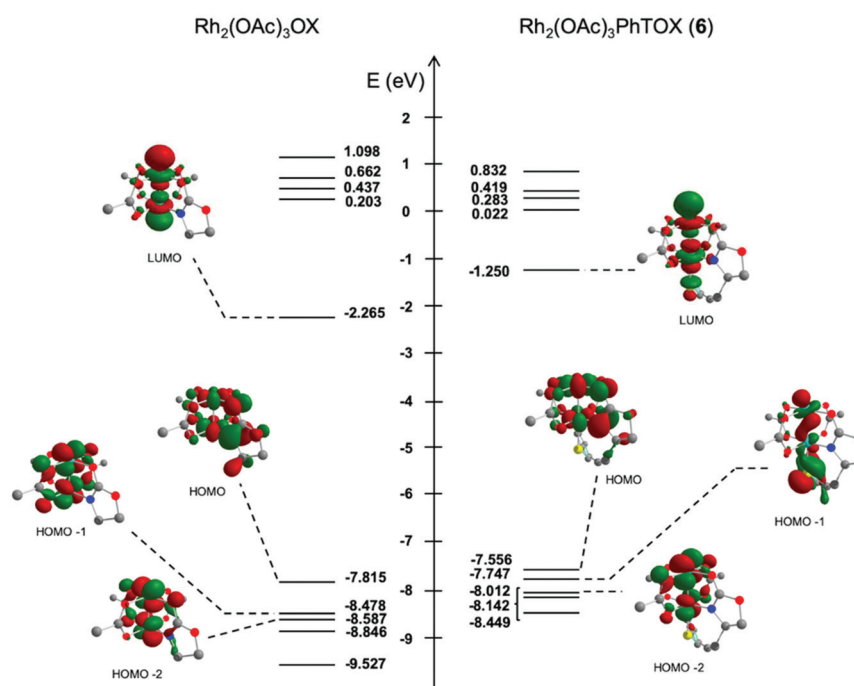 Rh₂(OAc)₃OX
Rh₂(OAc)₃PhTOX (6)
E (eV)
2
1
0
-1
-2
-3
-4
-5
-6
-7
-8
-9
1.098
0.662
0.437
0.203
LUMO
-2.265
HOMO
HOMO -1
HOMO -2
-7.815
-8.478
-8.587
-8.846
-9.527
0.832
0.419
0.283
0.022
-1.250
LUMO
HOMO
HOMO -1
-7.556
-7.747
-8.012
-8.142
-8.449
HOMO -2